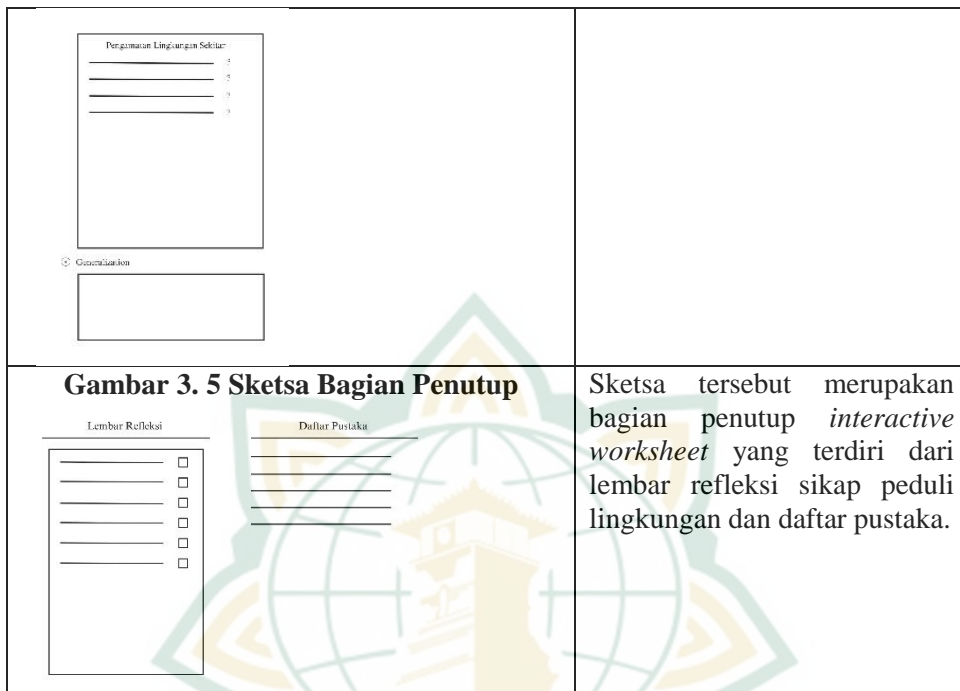 Pengamatan Lingkungan Sekitar
?
?
?
?
Generalization
Gambar 3. 5 Sketsa Bagian Penutup
Lembar Refleksi
Daftar Pustaka
Sketsa tersebut merupakan
bagian penutup interactive
worksheet yang terdiri dari
lembar refleksi sikap peduli
lingkungan dan daftar pustaka.